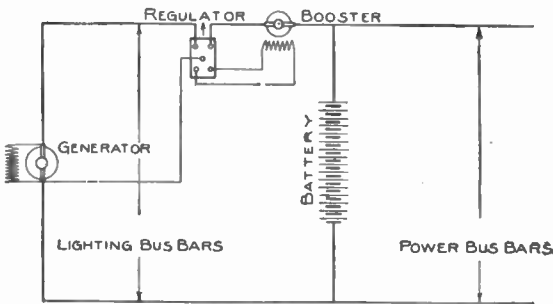 REGULATOR
BOOSTER
GENERATOR
BATTERY
LIGHTING BUS BARS
POWER BUS BARS